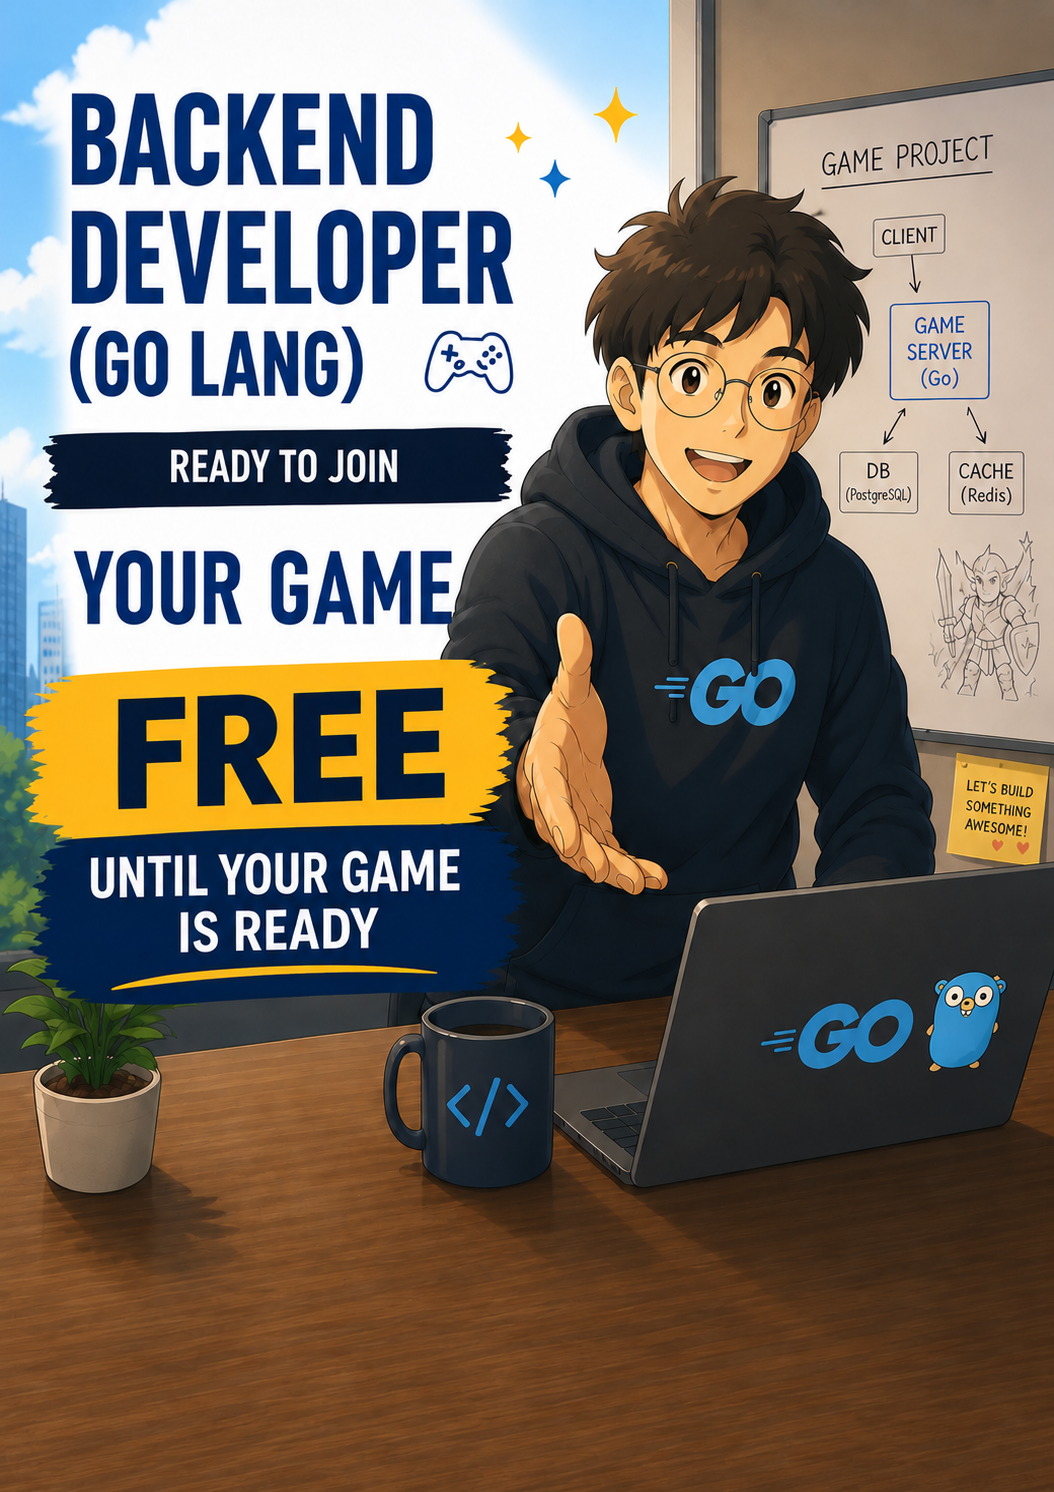 BACKEND
DEVELOPER
(GO LANG)
READY TO JOIN
YOUR GAME
FREE
UNTIL YOUR GAME
IS READY
GAME PROJECT
CLIENT
GAME
SERVER
(Go)
DB
(PostgreSQL)
CACHE
(Redis)
GO
LET'S BUILD
SOMETHING
AWESOME!
GO
</>